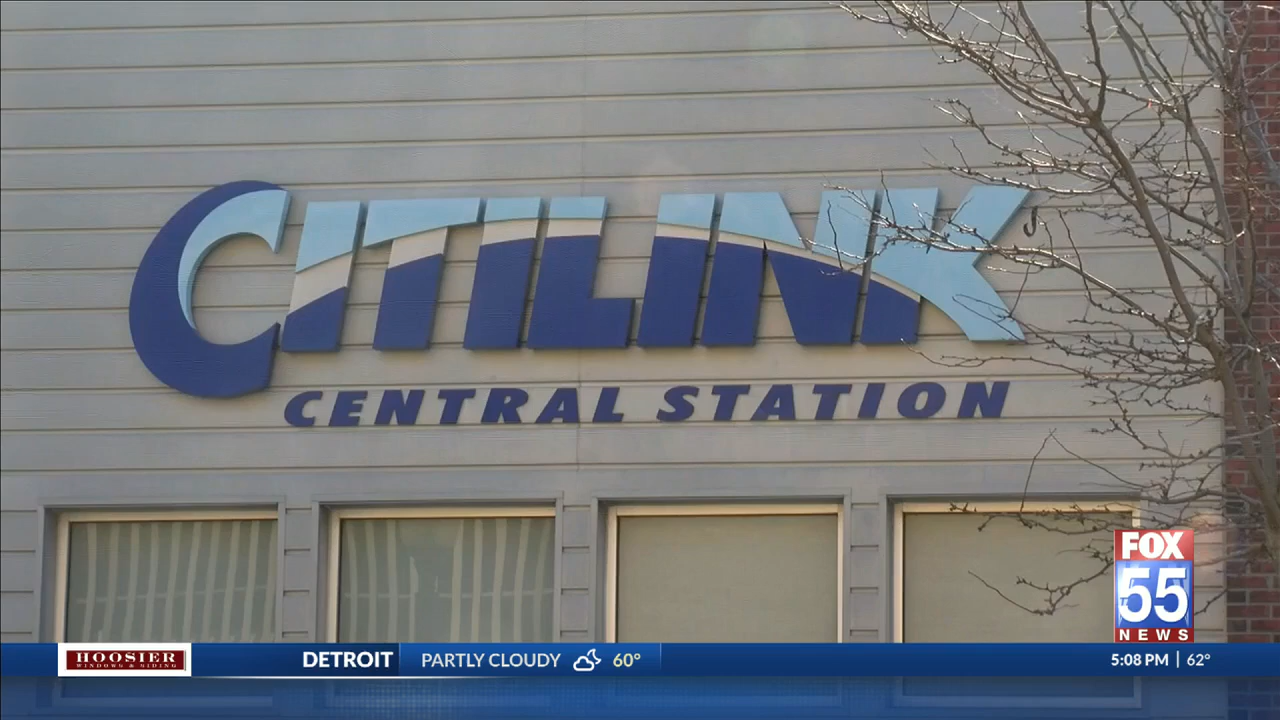 CITILINK
CENTRAL STATION
FOX
55
NEWS
HOOSIER
WINDOWS & SIDING
DETROIT PARTLY CLOUDY 60°
5:08 PM | 62°